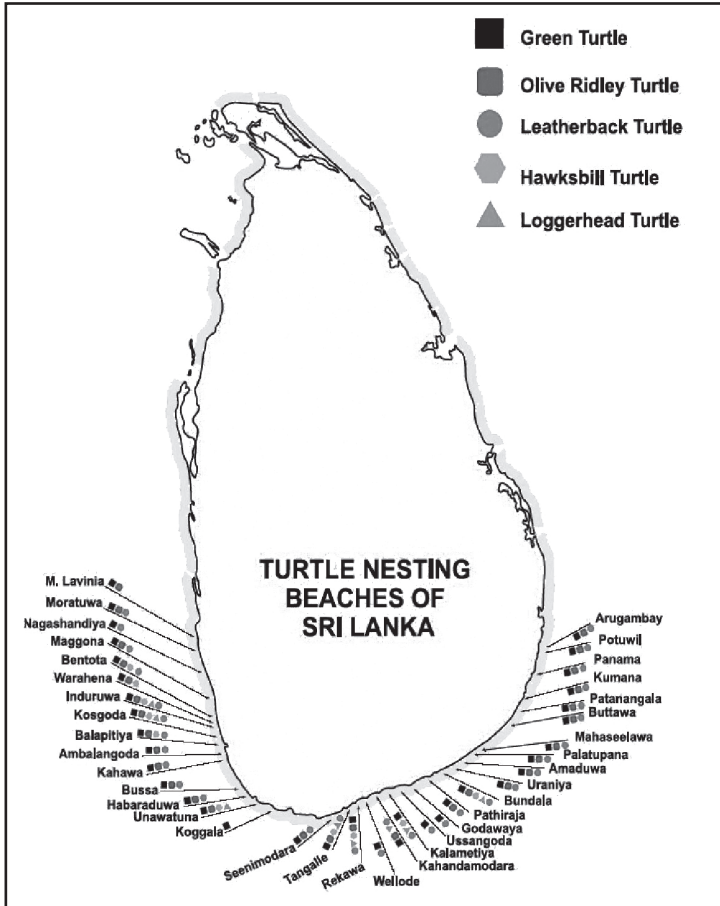 Green Turtle
Olive Ridley Turtle
Leatherback Turtle
Hawksbill Turtle
Loggerhead Turtle
TURTLE NESTING
BEACHES OF
SRI LANKA
M. Lavinia
Moratuwa
Nagashandiya
Maggona
Bentota
Warahena
Induruwa
Kosgoda
Balapitiya
Ambalangoda
Kahawa
Bussa
Habaraduwa
Unawatuna
Koggala
Seenimodara
Tangalle
Rekawa
Wellode
Kahandamodara
Kalametiya
Ussangoda
Godawaya
Pathiraja
Bundala
Uraniya
Amaduwa
Palatupana
Mahaseelawa
Buttawa
Patanangala
Kumana
Panama
Potuwil
Arugambay